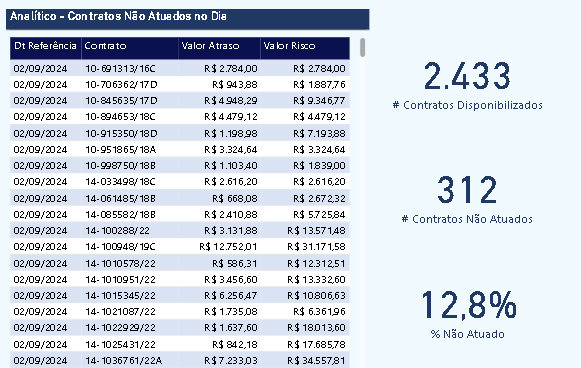 Analítico - Contratos Não Atuados no Dia
Dt Referência Contrato Valor Atraso Valor Risco
02/09/2024 10-691313/16C R$ 2.784,00 R$ 2.784,00
02/09/2024 10-706362/17D R$ 943,88 R$ 1.887,76
02/09/2024 10-845635/17D R$ 4.948,29 R$ 9.346,77
02/09/2024 10-894653/18C R$ 4.479,12 R$ 4.479,12
02/09/2024 10-915350/18D R$ 1.198,98 R$ 7.193,88
02/09/2024 10-951865/18A R$ 3.324,64 R$ 3.324,64
02/09/2024 10-998750/18B R$ 1.103,40 R$ 1.839,00
02/09/2024 14-033498/18C R$ 2.616,20 R$ 2.616,20
02/09/2024 14-061485/18B R$ 668,08 R$ 2.672,32
02/09/2024 14-085582/18B R$ 2.410,88 R$ 5.725,84
02/09/2024 14-100288/22 R$ 3.131,88 R$ 13.571,48
02/09/2024 14-100948/19C R$ 12.752,01 R$ 31.171,58
02/09/2024 14-1010578/22 R$ 586,31 R$ 12.312,51
02/09/2024 14-1010951/22 R$ 3.456,60 R$ 13.332,60
02/09/2024 14-1015345/22 R$ 6.256,47 R$ 10.806,63
02/09/2024 14-1021087/22 R$ 1.735,08 R$ 6.361,96
02/09/2024 14-1022929/22 R$ 1.637,60 R$ 18.013,60
02/09/2024 14-1025431/22 R$ 842,18 R$ 17.685,78
02/09/2024 14-1036761/22A R$ 7.233,03 R$ 34.557,81
2.433
# Contratos Disponibilizados
312
# Contratos Não Atuados
12,8%
% Não Atuado